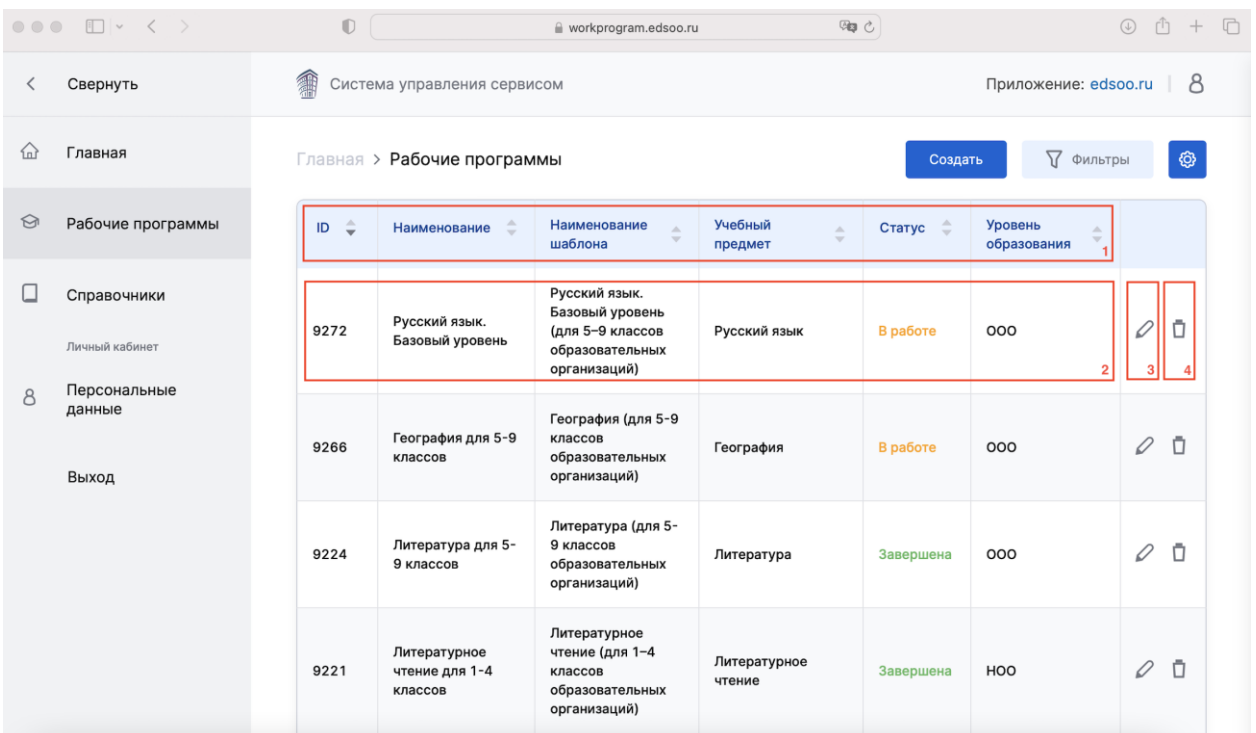 workprogram.edsoo.ru
Свернуть
Система управления сервисом
Приложение: edsoo.ru
Главная
Рабочие программы
Справочники
Личный кабинет
Персональные
данные
Выход
Главная > Рабочие программы
Создать
Фильтры
ID
Наименование
Наименование
шаблона
Учебный
предмет
Статус
Уровень
образования
1
9272
Русский язык.
Базовый уровень
Русский язык.
Базовый уровень
(для 5–9 классов
образовательных
организаций)
Русский язык
В работе
ООО
2
3
4
9266
География для 5-9
классов
География (для 5-9
классов
образовательных
организаций)
География
В работе
ООО
9224
Литература для 5-
9 классов
Литература (для 5-
9 классов
образовательных
организаций)
Литература
Завершена
ООО
9221
Литературное
чтение для 1-4
классов
Литературное
чтение (для 1–4
классов
образовательных
организаций)
Литературное
чтение
Завершена
НОО